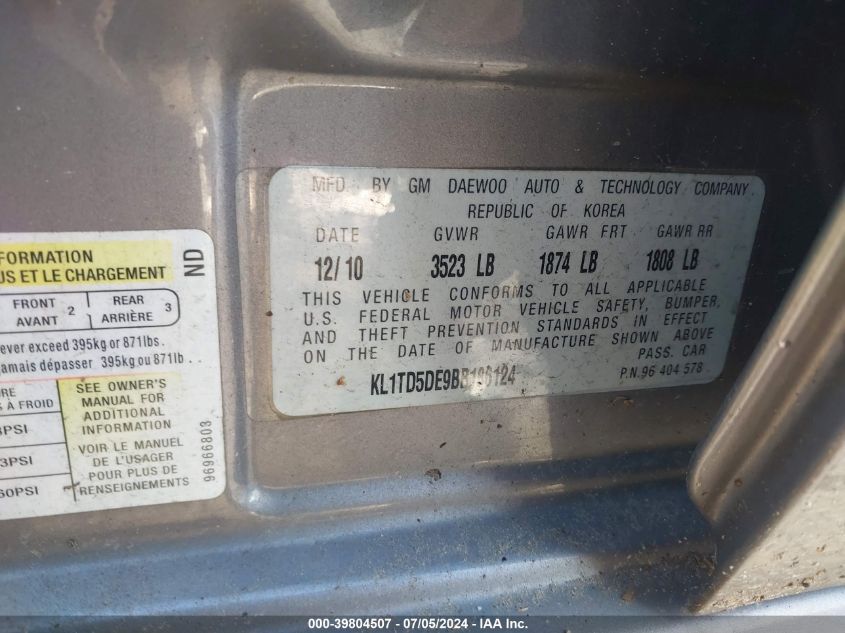 MFD BY GM DAEWOO AUTO & TECHNOLOGY COMPANY
REPUBLIC OF KOREA
DATE GVWR GAWR FRT GAWR RR
12/10 3523 LB 1874 LB 1808 LB
THIS VEHICLE CONFORMS TO ALL APPLICABLE
U.S. FEDERAL MOTOR VEHICLE SAFETY, BUMPER,
AND THEFT PREVENTION STANDARDS IN EFFECT
ON THE DATE OF MANUFACTURE SHOWN ABOVE
PASS. CAR
P.N. 96 404 578
FORMATION
US ET LE CHARGEMENT
ND
FRONT 2 REAR 3
AVANT ARRIÈRE
ever exceed 395kg or 871lbs.
jamais dépasser 395kg ou 871lb
SEE OWNER'S
MANUAL FOR
ADDITIONAL
INFORMATION
VOIR LE MANUEL
DE L'USAGER
POUR PLUS DE
RENSEIGNEMENTS
À FROID
PSI
3PSI
60PSI
96966803
000-39804507 - 07/05/2024 -